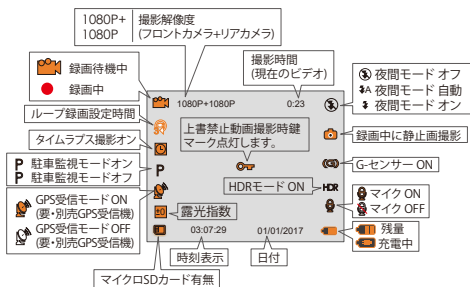 1080P+
1080P
撮影解像度
(フロントカメラ+リアカメラ)
録画待機中
録画中
ループ録画設定時間
タイムラプス撮影オン
P 駐車監視モードオン
P 駐車監視モードオフ
GPS受信モード ON
(要・別売GPS受信機)
GPS受信モード OFF
(要・別売GPS受信機)
マイクロSDカード有無
撮影時間
(現在のビデオ)
1080P+1080P
0:23
上書禁止動画撮影時鍵
マーク点灯します。
P
HDRモード ON
HDR
±0
露光指数
03:07:29
01/01/2017
時刻表示
日付
夜間モード オフ
A 夜間モード 自動
夜間モード オン
録画中に静止画撮影
G-センサー ON
マイク ON
マイク OFF
残量
充電中